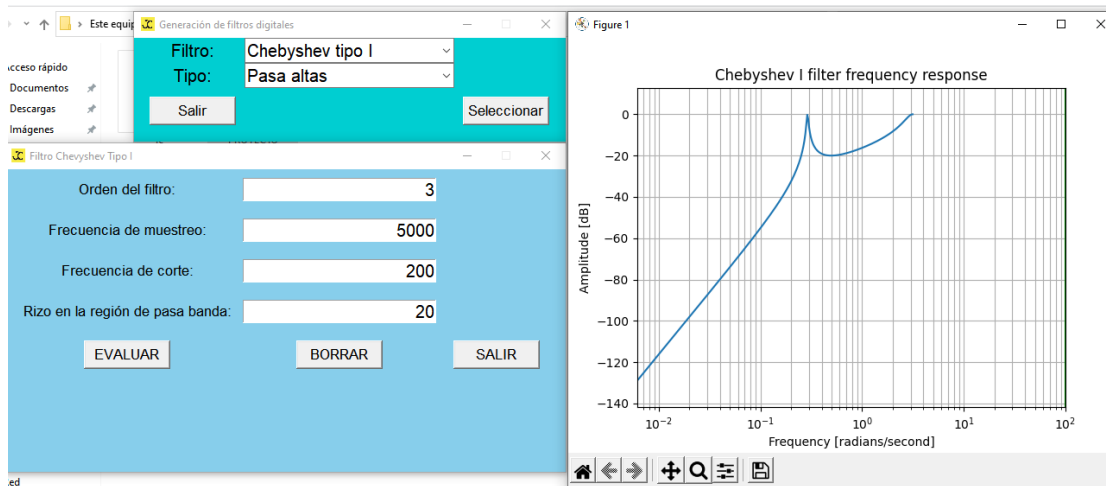 Este equip
Acceso rápido
Documentos
Descargas
Imágenes
Generación de filtros digitales
Filtro: Chebyshev tipo I
Tipo: Pasa altas
Salir Seleccionar
Filtro Chevyshev Tipo I
Orden del filtro: 3
Frecuencia de muestreo: 5000
Frecuencia de corte: 200
Rizo en la región de pasa banda: 20
EVALUAR BORRAR SALIR
Figure 1
Chebyshev I filter frequency response
Amplitude [dB]
0
−20
−40
−60
−80
−100
−120
−140
10⁻² 10⁻¹ 10⁰ 10¹ 10²
Frequency [radians/second]